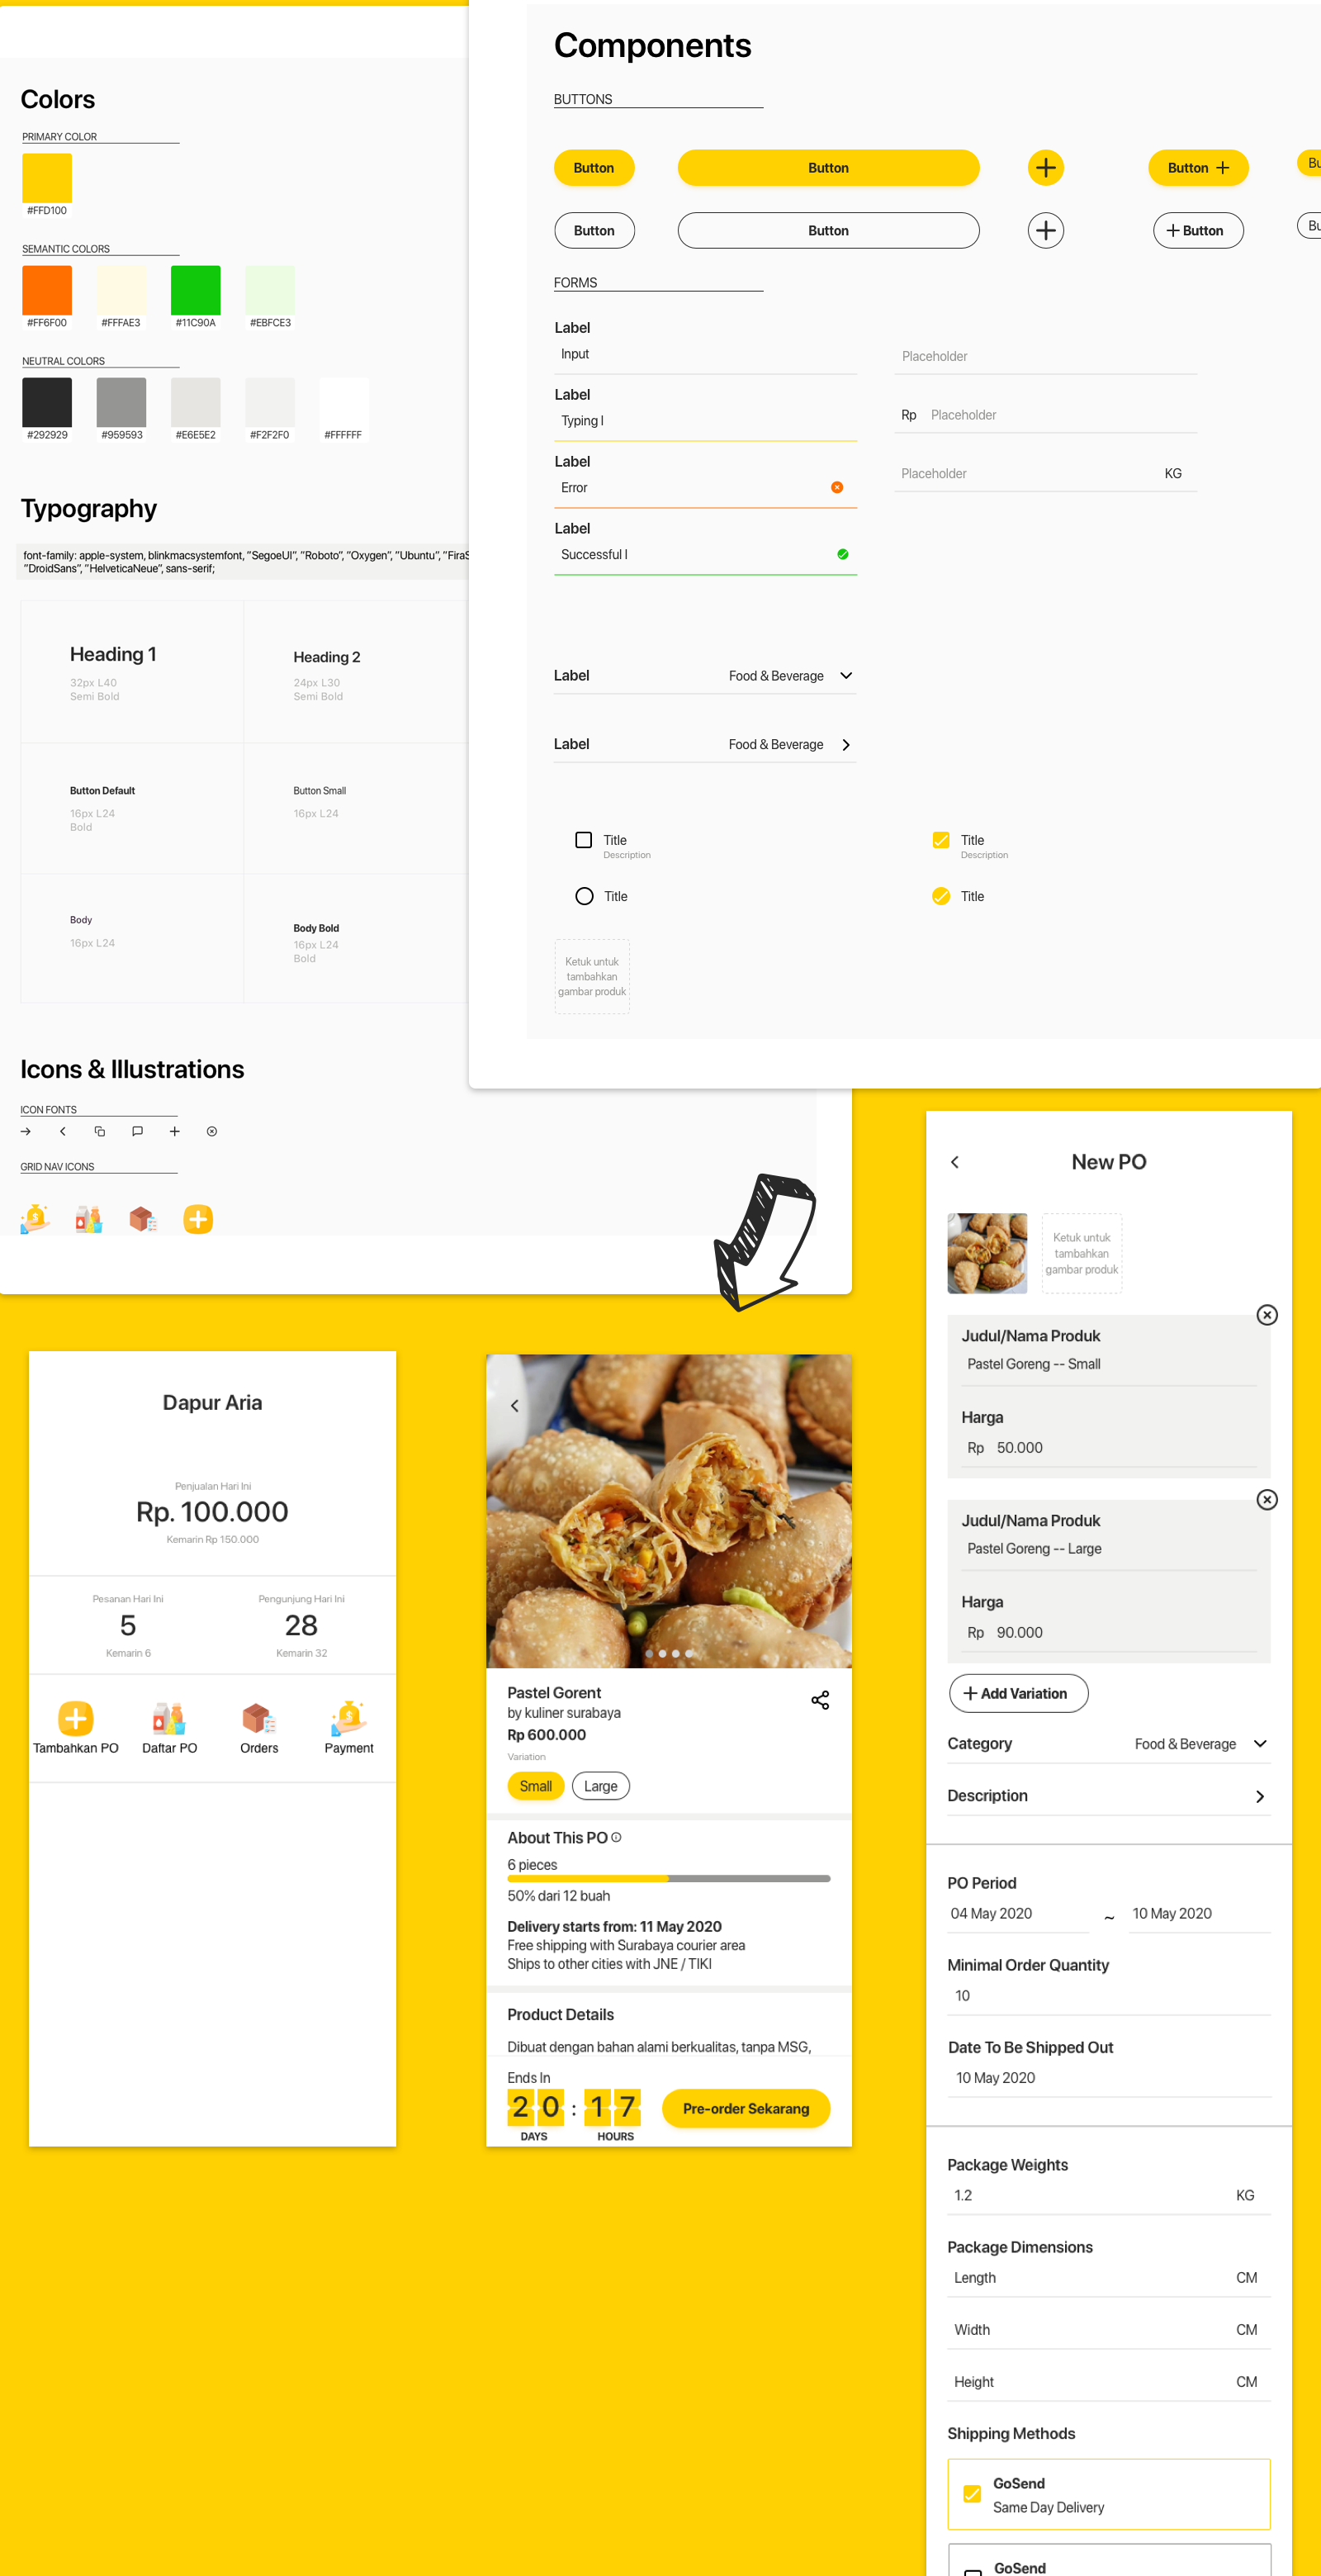 Colors
PRIMARY COLOR
#FFD100
SEMANTIC COLORS
#FF6F00
#FFFAE3
#11C90A
#EBFCE3
NEUTRAL COLORS
#292929
#959593
#E6E5E2
#F2F2F0
#FFFFFF
Typography
font-family: apple-system, blinkmacsystemfont, “SegoeUI”, “Roboto”, “Oxygen”, “Ubuntu”,
“DroidSans”, “HelveticaNeue”, sans-serif;
Heading 1
32px L40
Semi Bold
Heading 2
24px L30
Semi Bold
Button Default
16px L24
Bold
Button Small
16px L24
Body
16px L24
Body Bold
16px L24
Bold
Icons & Illustrations
ICON FONTS
GRID NAV ICONS
Components
BUTTONS
Button
Button
Button
Button
Button
Button
FORMS
Label
Input
Label
Typing I
Label
Error
Label
Successful I
Placeholder
Rp Placeholder
Placeholder KG
Label Food & Beverage
Label Food & Beverage
Title
Description
Title
Description
Title
Title
Ketuk untuk
tambahkan
gambar produk
Dapur Aria
Penjualan Hari Ini
Rp. 100.000
Kemarin Rp 150.000
Pesanan Hari Ini
5
Kemarin 6
Pengunjung Hari Ini
28
Kemarin 32
Tambahkan PO
Daftar PO
Orders
Payment
Pastel Gorent
by kuliner surabaya
Rp 600.000
Variation
Small
Large
About This PO
6 pieces
50% dari 12 buah
Delivery starts from: 11 May 2020
Free shipping with Surabaya courier area
Ships to other cities with JNE / TIKI
Product Details
Dibuat dengan bahan alami berkualitas, tanpa MSG,
Ends In
20 : 17
DAYS HOURS
Pre-order Sekarang
New PO
Ketuk untuk
tambahkan
gambar produk
Judul/Nama Produk
Pastel Goreng -- Small
Harga
Rp 50.000
Judul/Nama Produk
Pastel Goreng -- Large
Harga
Rp 90.000
Add Variation
Category Food & Beverage
Description
PO Period
04 May 2020 ~ 10 May 2020
Minimal Order Quantity
10
Date To Be Shipped Out
10 May 2020
Package Weights
1.2 KG
Package Dimensions
Length CM
Width CM
Height CM
Shipping Methods
GoSend
Same Day Delivery
GoSend